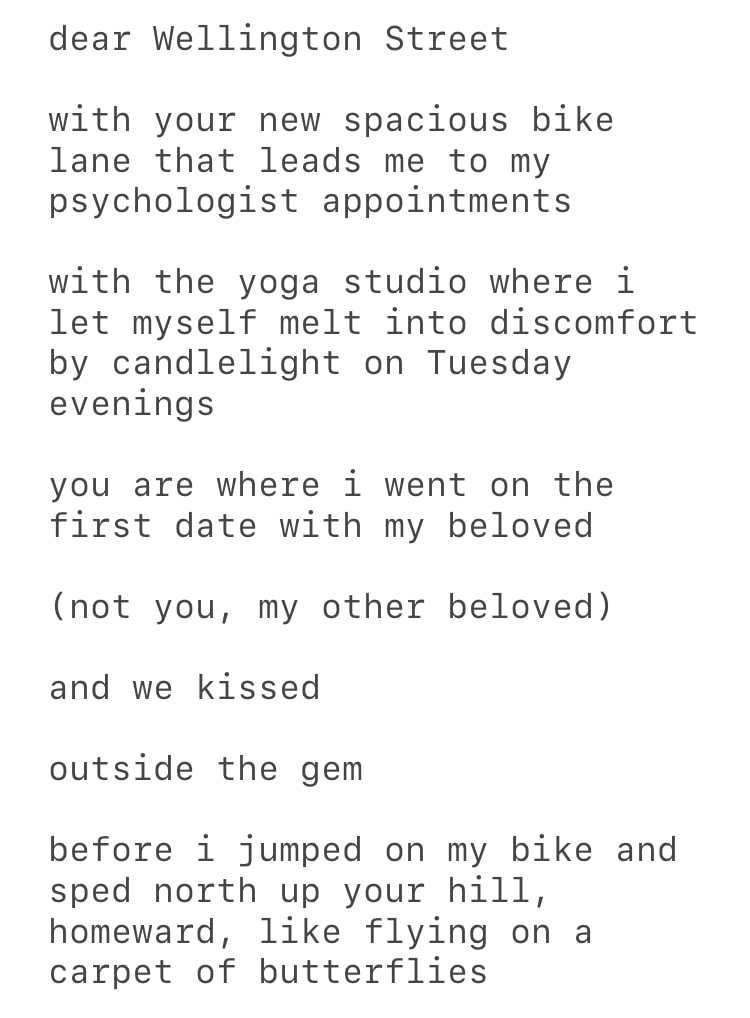 dear Wellington Street
with your new spacious bike
lane that leads me to my
psychologist appointments
with the yoga studio where i
let myself melt into discomfort
by candlelight on Tuesday
evenings
you are where i went on the
first date with my beloved
(not you, my other beloved)
and we kissed
outside the gem
before i jumped on my bike and
sped north up your hill,
homeward, like flying on a
carpet of butterflies